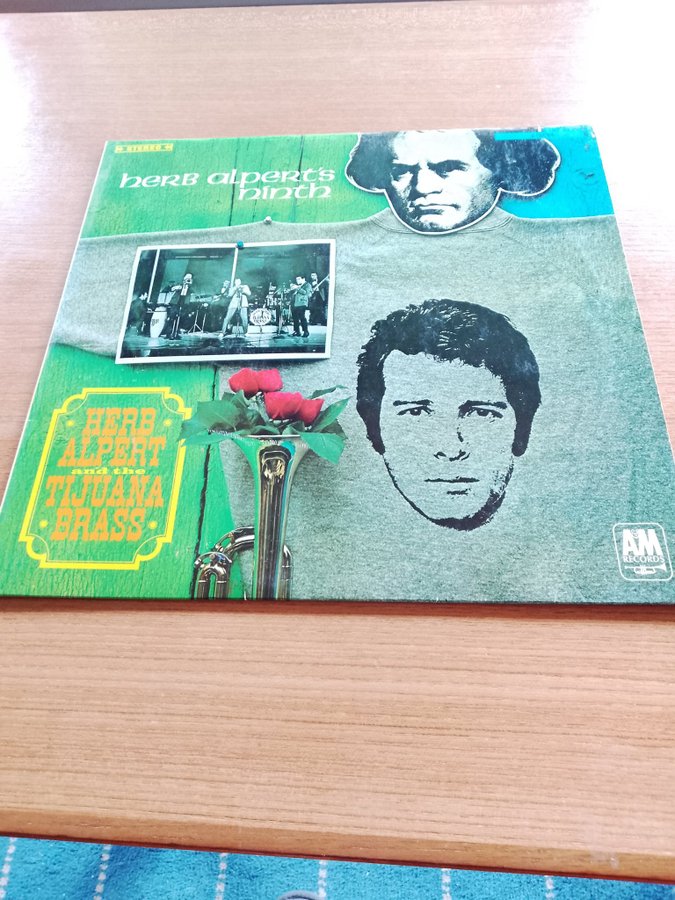 STEREO
herb alpert's
ninth
HERB
ALPERT
and the
TIJUANA
BRASS
A&M
RECORDS